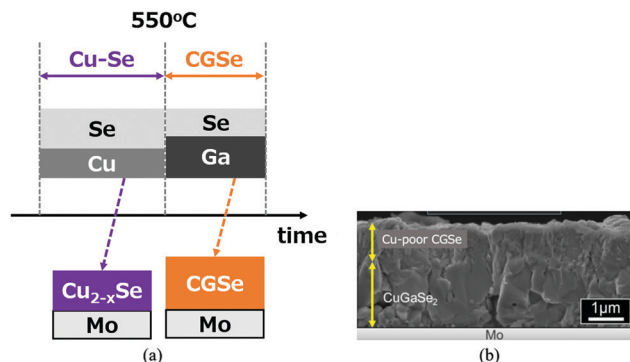 550°C
Cu-Se CGSe
Se Se
Cu Ga
time
Cu₂₋ₓSe CGSe
Mo Mo
(a)
Cu-poor CGSe
CuGaSe₂
1μm
Mo
(b)